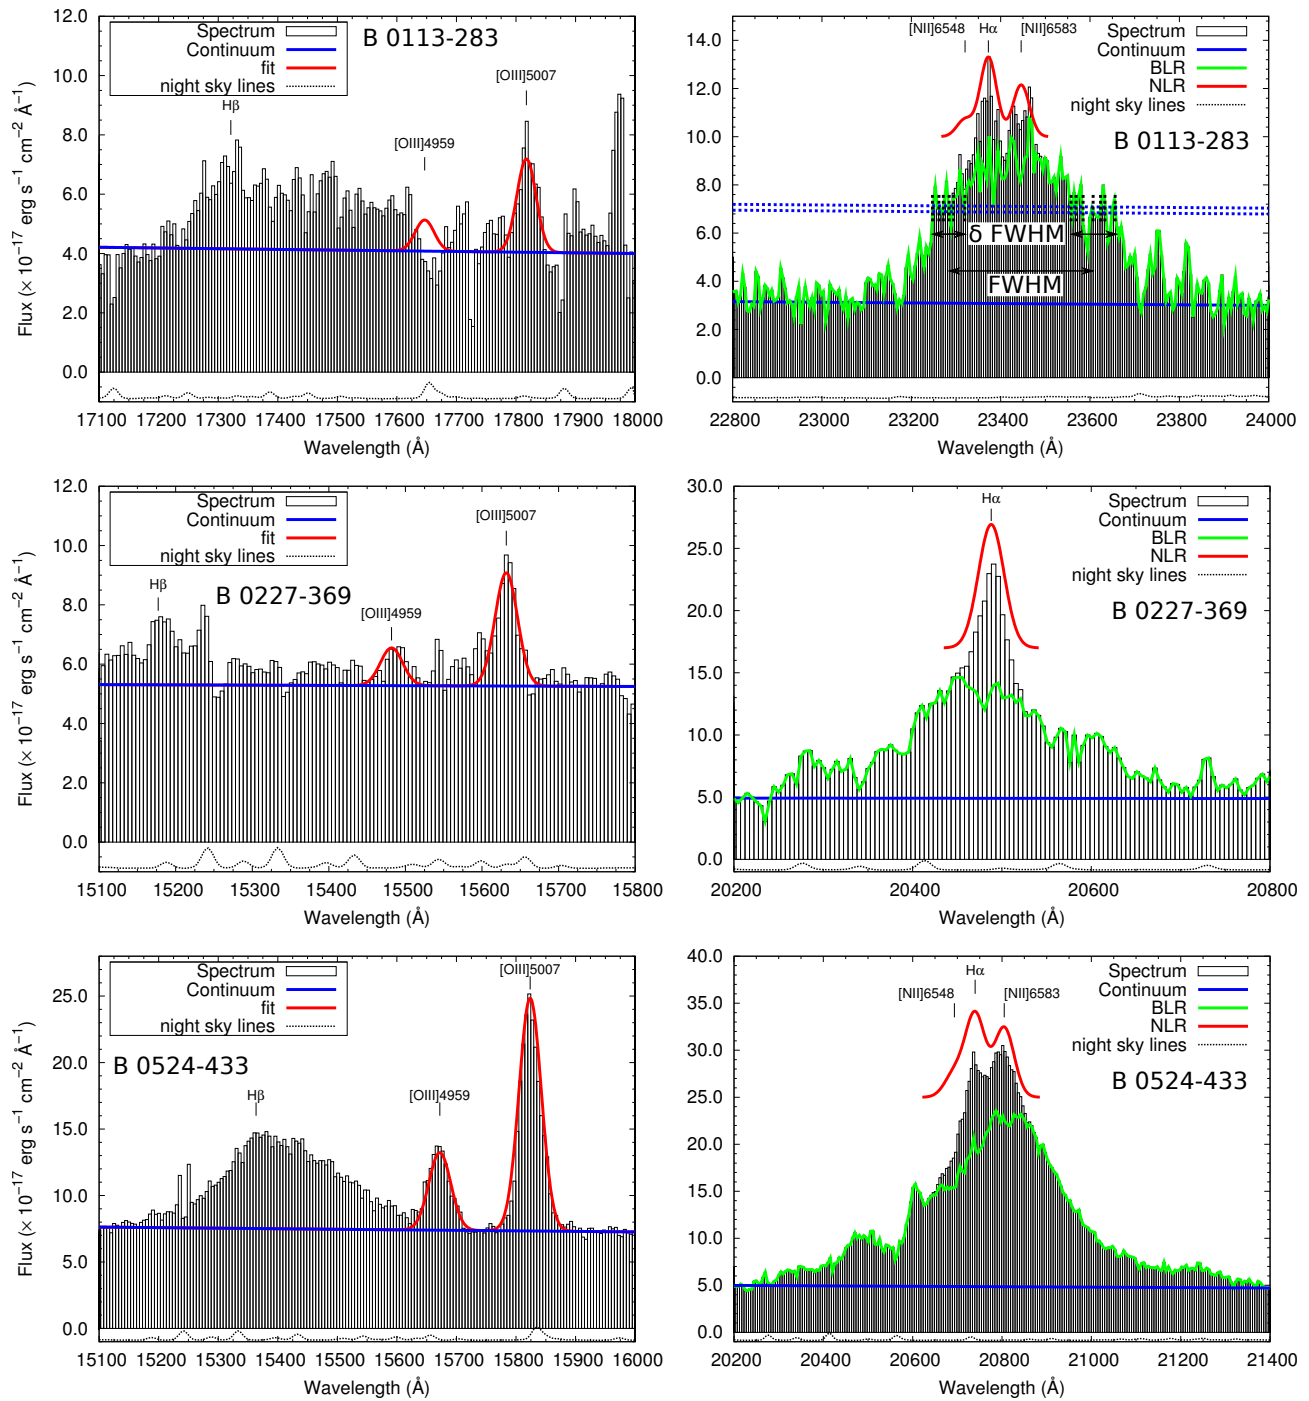 12.0
10.0
8.0
6.0
4.0
2.0
0.0
Flux (× 10⁻¹⁷ erg s⁻¹ cm⁻² Å⁻¹)
Spectrum
Continuum
fit
night sky lines
B 0113-283
[OIII]5007
Hβ
[OIII]4959
17100 17200 17300 17400 17500 17600 17700 17800 17900 18000
Wavelength (Å)
14.0
12.0
10.0
8.0
6.0
4.0
2.0
0.0
[NII]6548 Hα [NII]6583
Spectrum
Continuum
BLR
NLR
night sky lines
B 0113-283
δ FWHM
FWHM
22800 23000 23200 23400 23600 23800 24000
Wavelength (Å)
12.0
10.0
8.0
6.0
4.0
2.0
0.0
Flux (× 10⁻¹⁷ erg s⁻¹ cm⁻² Å⁻¹)
Spectrum
Continuum
fit
night sky lines
[OIII]5007
Hβ
B 0227-369
[OIII]4959
15100 15200 15300 15400 15500 15600 15700 15800
Wavelength (Å)
30.0
25.0
20.0
15.0
10.0
5.0
0.0
Hα
Spectrum
Continuum
BLR
NLR
night sky lines
B 0227-369
20200 20400 20600 20800
Wavelength (Å)
25.0
20.0
15.0
10.0
5.0
0.0
Flux (× 10⁻¹⁷ erg s⁻¹ cm⁻² Å⁻¹)
Spectrum
Continuum
fit
night sky lines
[OIII]5007
B 0524-433
Hβ
[OIII]4959
15100 15200 15300 15400 15500 15600 15700 15800 15900 16000
Wavelength (Å)
40.0
35.0
30.0
25.0
20.0
15.0
10.0
5.0
0.0
Hα
[NII]6548 [NII]6583
Spectrum
Continuum
BLR
NLR
night sky lines
B 0524-433
20200 20400 20600 20800 21000 21200 21400
Wavelength (Å)